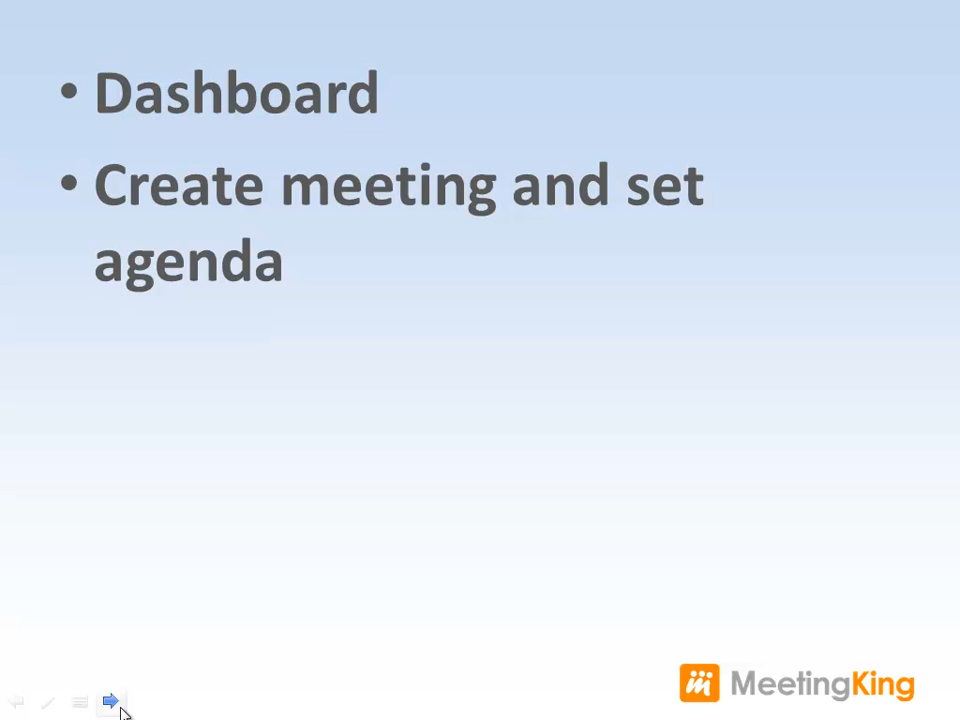 • Dashboard
• Create meeting and set
agenda
MeetingKing